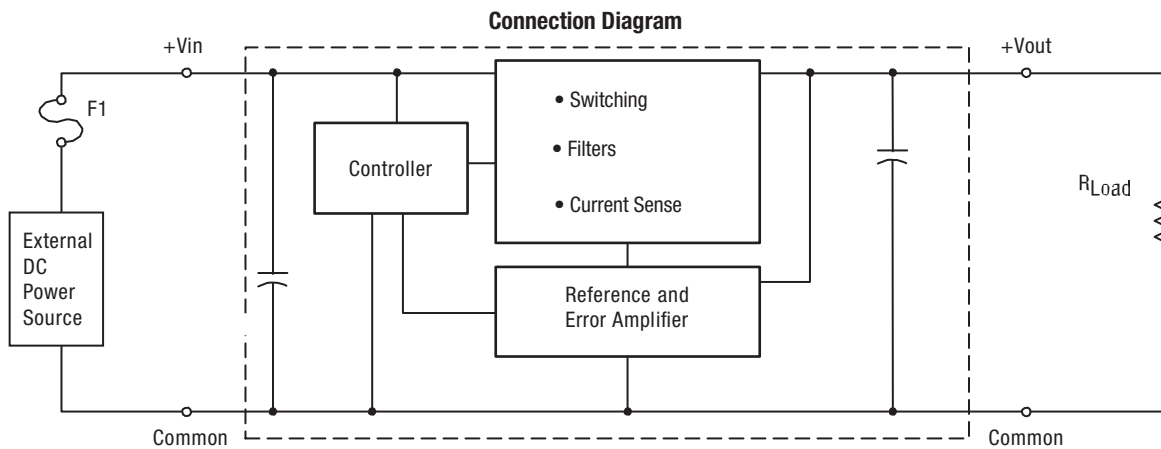 Connection Diagram
+Vin
+Vout
F1
• Switching
• Filters
• Current Sense
Controller
RLoad
External
DC
Power
Source
Reference and
Error Amplifier
Common
Common